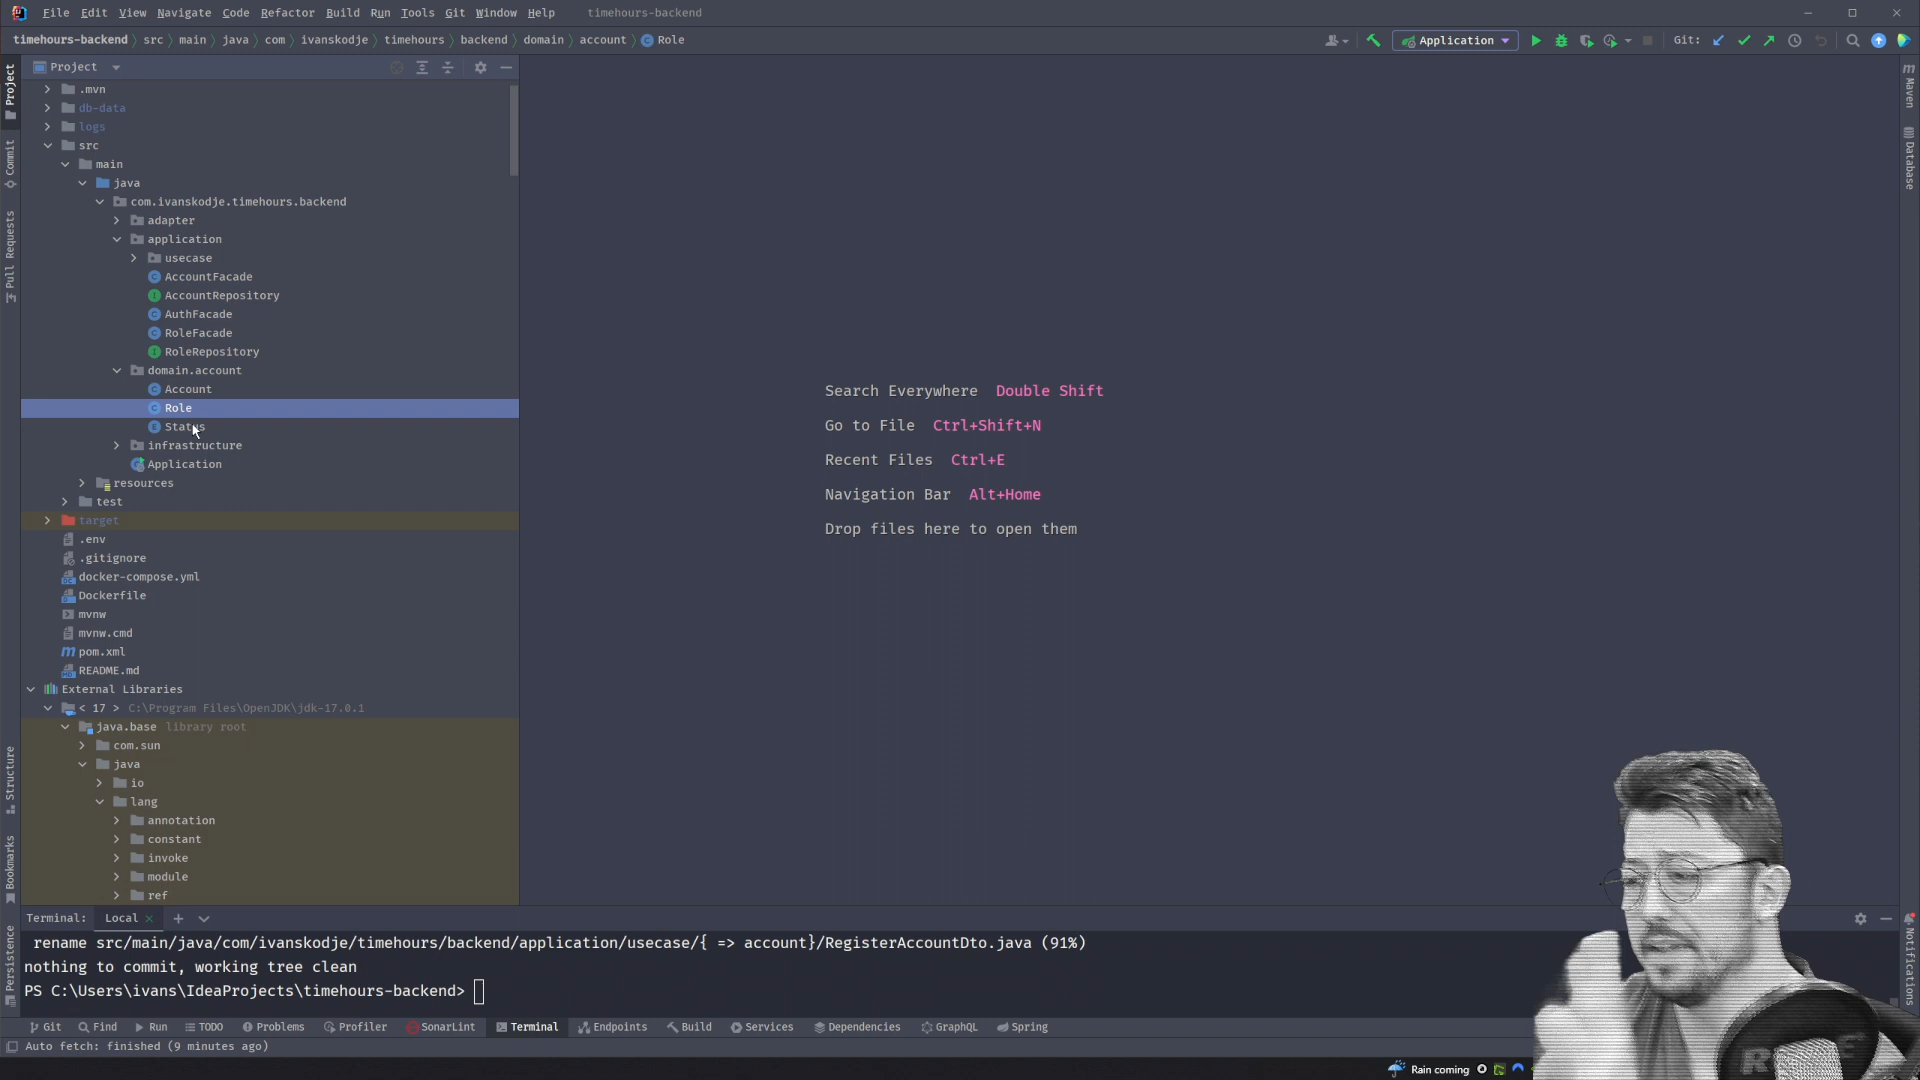 File Edit View Navigate Code Refactor Build Run Tools Git Window Help timehours-backend
timehours-backend src main java com ivanskodje timehours backend domain account Role
Application
Git:
Project
Project
Commit
Pull Requests
Structure
Bookmarks
Persistence
.mvn
db-data
logs
src
main
java
com.ivanskodje.timehours.backend
adapter
application
usecase
AccountFacade
AccountRepository
AuthFacade
RoleFacade
RoleRepository
domain.account
Account
Role
Status
infrastructure
Application
resources
test
target
.env
.gitignore
docker-compose.yml
Dockerfile
mvnw
mvnw.cmd
pom.xml
README.md
External Libraries
< 17 > C:\Program Files\OpenJDK\jdk-17.0.1
java.base library root
com.sun
java
io
lang
annotation
constant
invoke
module
ref
Search Everywhere Double Shift
Go to File Ctrl+Shift+N
Recent Files Ctrl+E
Navigation Bar Alt+Home
Drop files here to open them
Maven
Database
Notifications
Terminal: Local
rename src/main/java/com/ivanskodje/timehours/backend/application/usecase/{ => account}/RegisterAccountDto.java (91%)
nothing to commit, working tree clean
PS C:\Users\ivans\IdeaProjects\timehours-backend>
Git Find Run TODO Problems Profiler SonarLint Terminal Endpoints Build Services Dependencies GraphQL Spring
Auto fetch: finished (9 minutes ago)
Rain coming